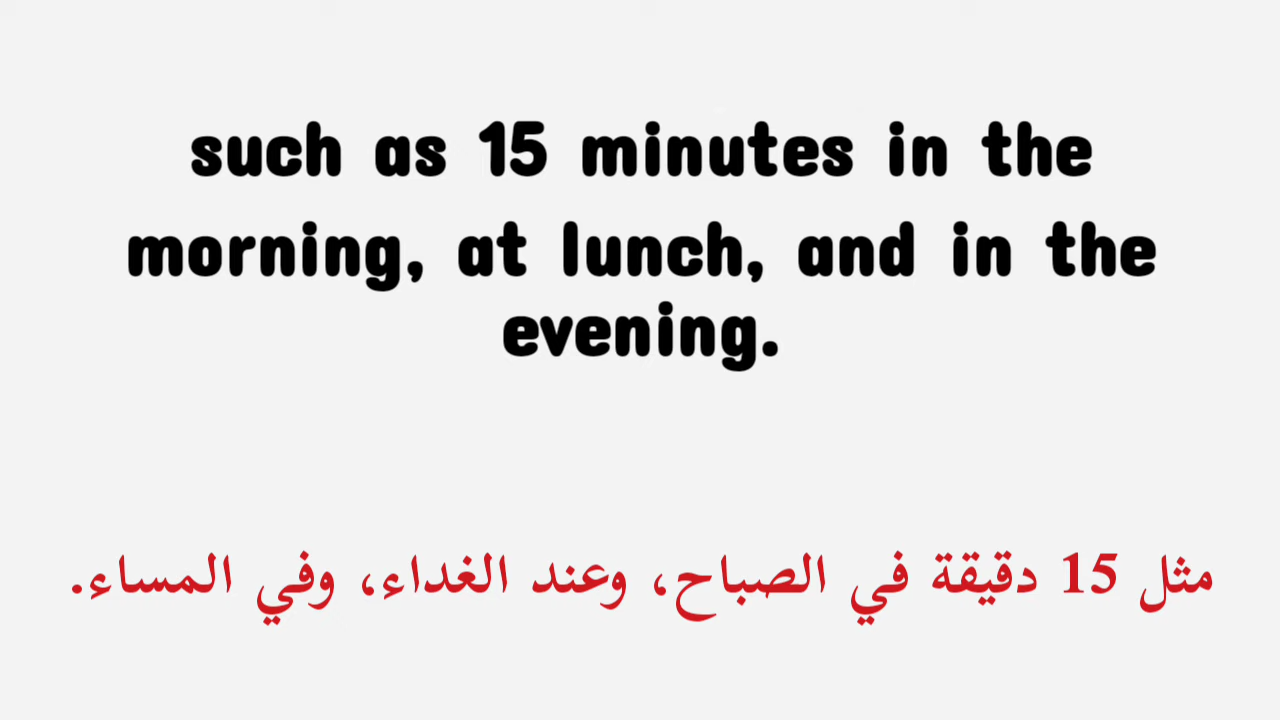 such as 15 minutes in the
morning, at lunch, and in the
evening.
مثل 15 دقيقة في الصباح، وعند الغداء، وفي المساء.